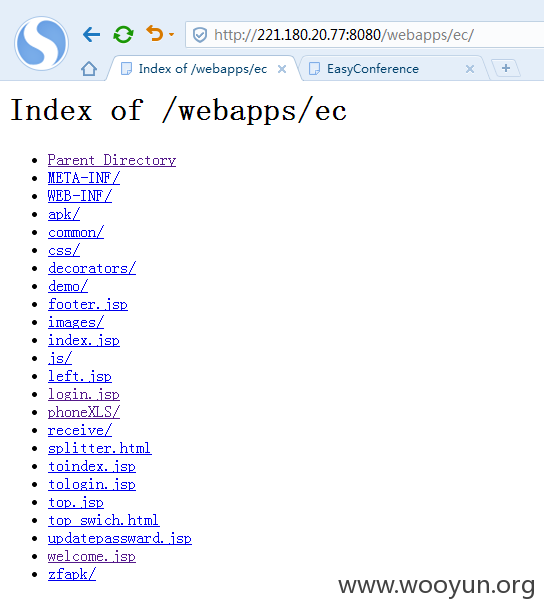 http://221.180.20.77:8080/webapps/ec/
Index of /webapps/ec
EasyConference
Index of /webapps/ec
Parent Directory
META-INF/
WEB-INF/
apk/
common/
css/
decorators/
demo/
footer.jsp
images/
index.jsp
js/
left.jsp
login.jsp
phoneXLS/
receive/
splitter.html
toindex.jsp
tologin.jsp
top.jsp
top_swich.html
updatepassward.jsp
welcome.jsp
zfapk/
www.wooyun.org